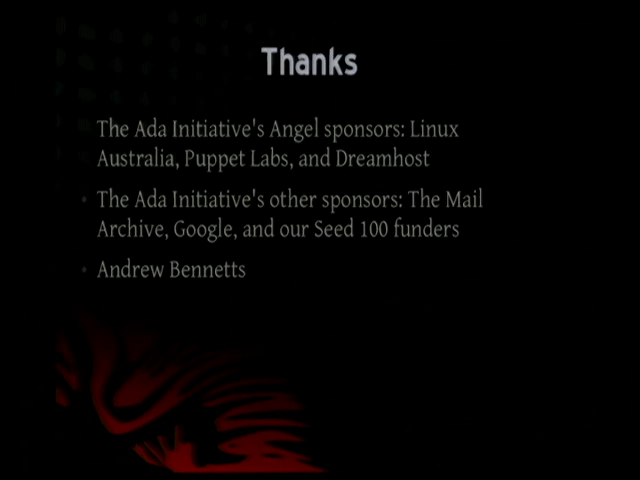 Thanks
The Ada Initiative's Angel sponsors: Linux
Australia, Puppet Labs, and Dreamhost
The Ada Initiative's other sponsors: The Mail
Archive, Google, and our Seed 100 funders
Andrew Bennetts